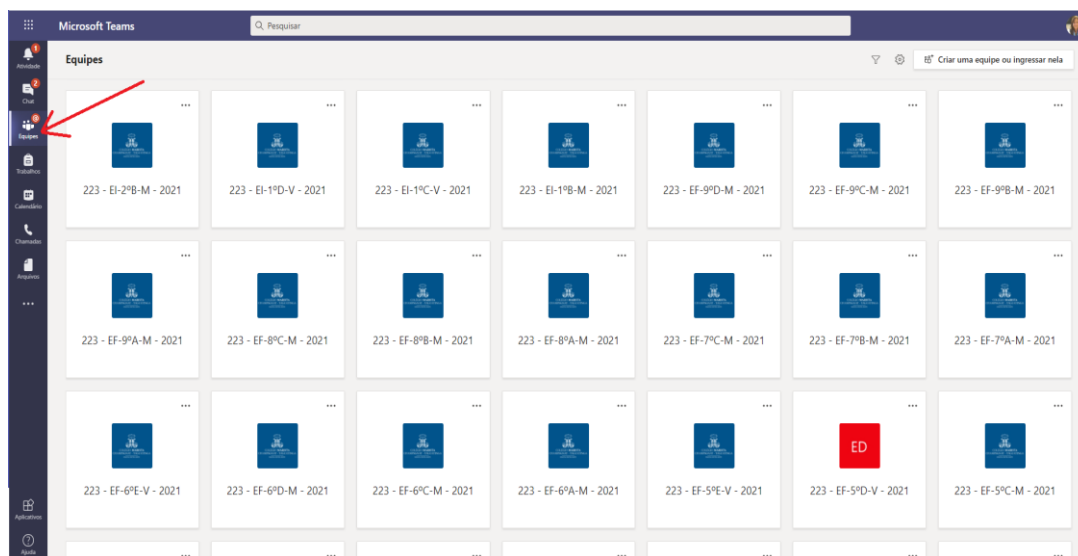 Microsoft Teams
Pesquisar
1
Atividade
Equipes
Criar uma equipe ou ingressar nela
2
Chat
Equipes
Trabalhos
Calendário
Chamadas
Arquivos
223 - EI-2ºB-M - 2021
223 - EI-1ºD-V - 2021
223 - EI-1ºC-V - 2021
223 - EI-1ºB-M - 2021
223 - EF-9ºD-M - 2021
223 - EF-9ºC-M - 2021
223 - EF-9ºB-M - 2021
223 - EF-9ºA-M - 2021
223 - EF-8ºC-M - 2021
223 - EF-8ºB-M - 2021
223 - EF-8ºA-M - 2021
223 - EF-7ºC-M - 2021
223 - EF-7ºB-M - 2021
223 - EF-7ºA-M - 2021
ED
223 - EF-6ºE-V - 2021
223 - EF-6ºD-M - 2021
223 - EF-6ºC-M - 2021
223 - EF-6ºA-M - 2021
223 - EF-5ºE-V - 2021
223 - EF-5ºD-V - 2021
223 - EF-5ºC-M - 2021
Aplicativos
Ajuda